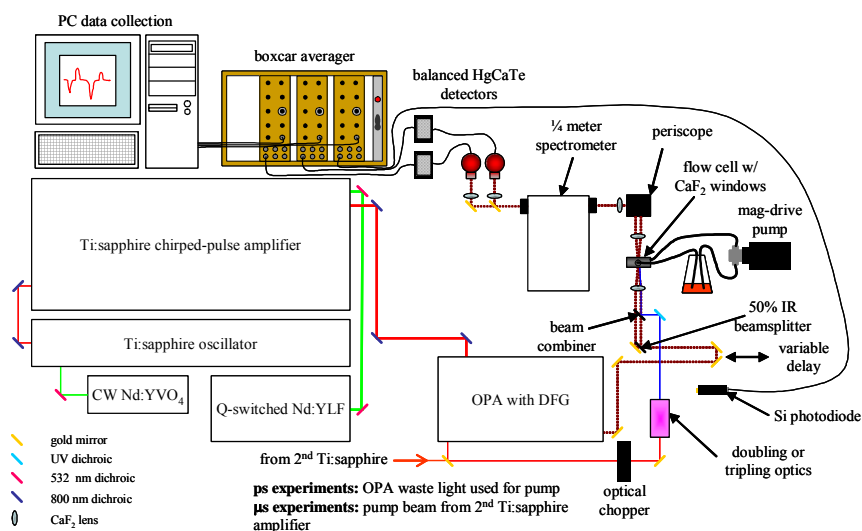 PC data collection
boxcar averager
balanced HgCaTe
detectors
¼ meter
spectrometer
periscope
flow cell w/
CaF2 windows
mag-drive
pump
Ti:sapphire chirped-pulse amplifier
Ti:sapphire oscillator
CW Nd:YVO4
Q-switched Nd:YLF
beam
combiner
50% IR
beamsplitter
variable
delay
OPA with DFG
Si photodiode
doubling or
tripling optics
optical
chopper
from 2nd Ti:sapphire
gold mirror
UV dichroic
532 nm dichroic
800 nm dichroic
CaF2 lens
ps experiments: OPA waste light used for pump
μs experiments: pump beam from 2nd Ti:sapphire
amplifier